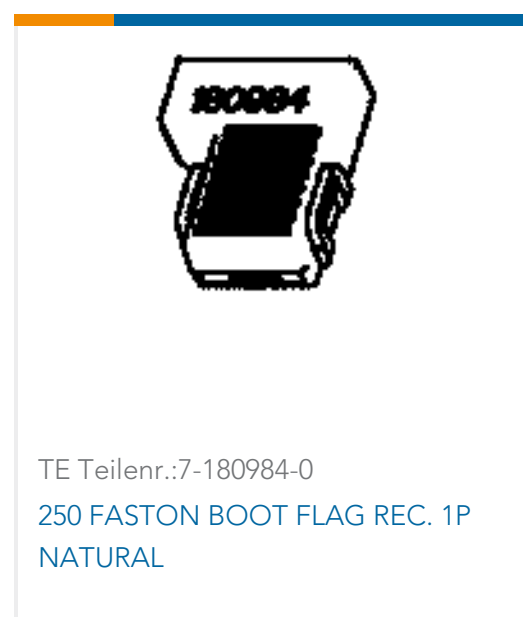 180984
TE Teilenr.:7-180984-0
250 FASTON BOOT FLAG REC. 1P
NATURAL